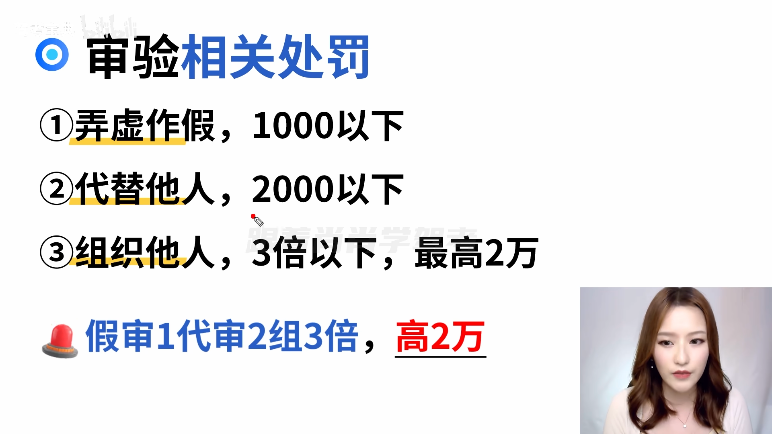 审验相关处罚
①弄虚作假，1000以下
②代替他人，2000以下
③组织他人，3倍以下，最高2万
假审1代审2组3倍，高2万